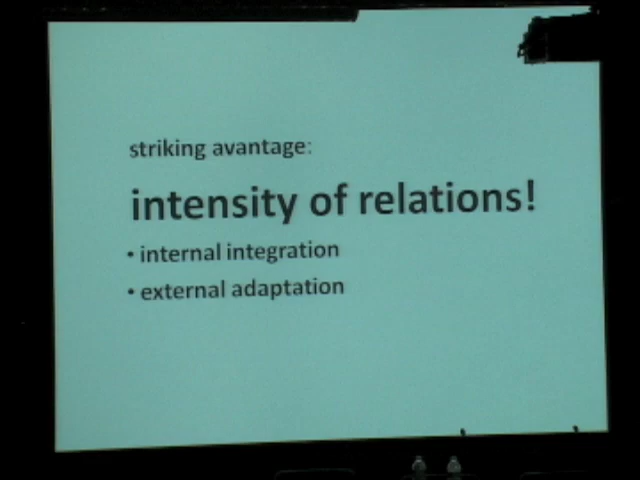 striking avantage:
intensity of relations!
• internal integration
• external adaptation